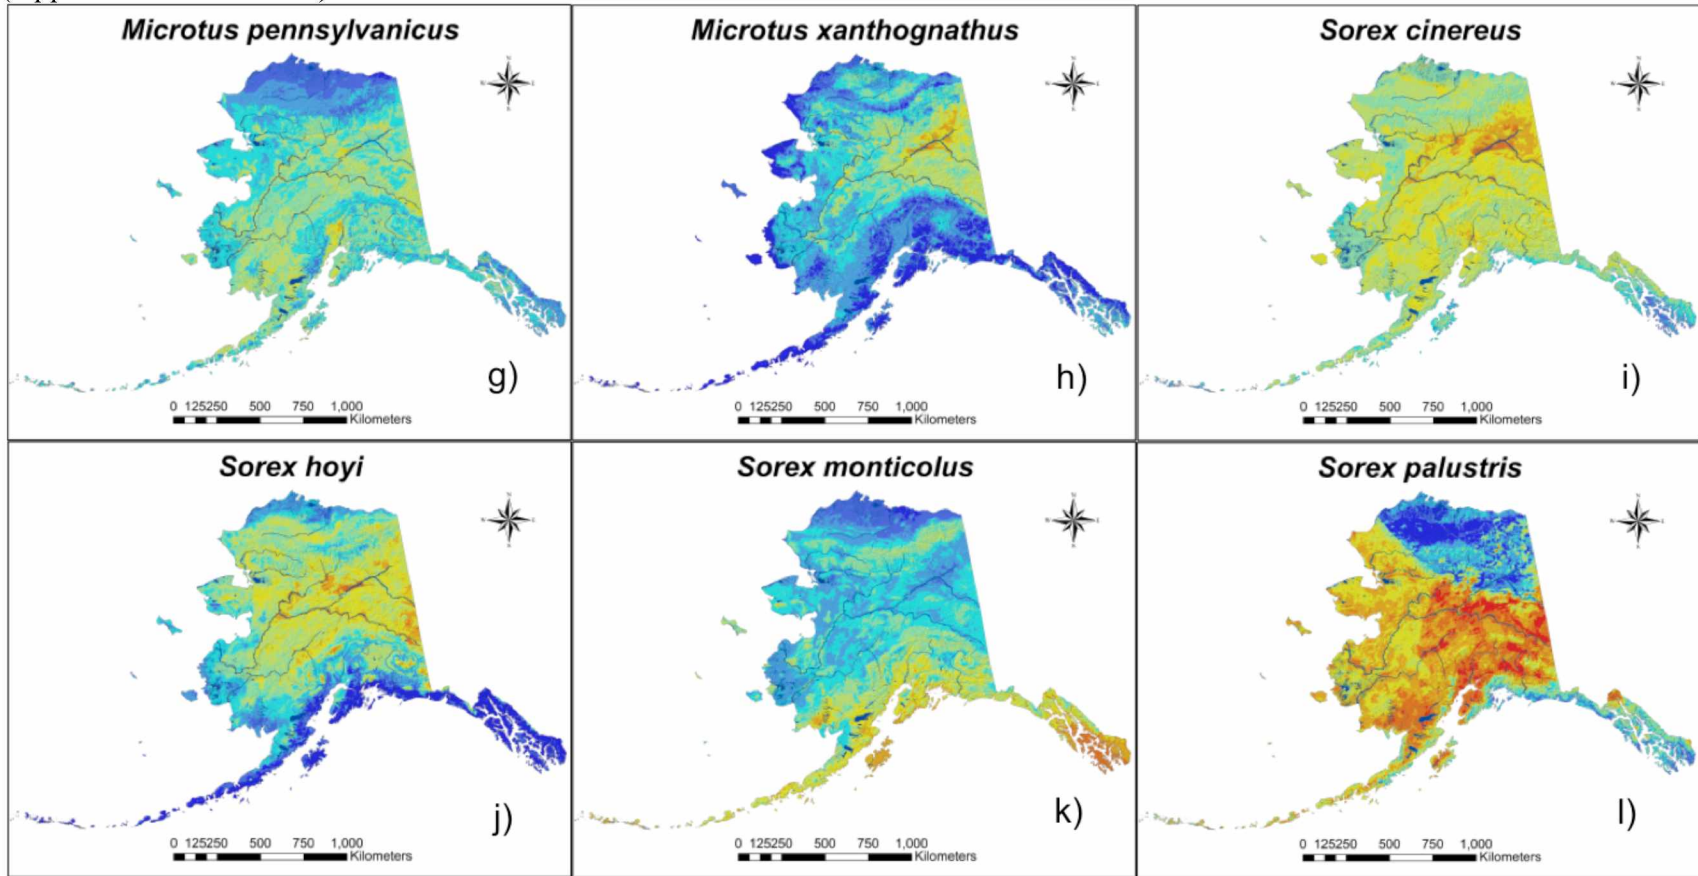 Microtus pennsylvanicus
Microtus xanthognathus
Sorex cinereus
g)
h)
i)
0 125250 500 750 1,000
Kilometers
0 125250 500 750 1,000
Kilometers
0 125250 500 750 1,000
Kilometers
Sorex hoyi
Sorex monticolus
Sorex palustris
j)
k)
l)
0 125250 500 750 1,000
Kilometers
0 125250 500 750 1,000
Kilometers
0 125250 500 750 1,000
Kilometers